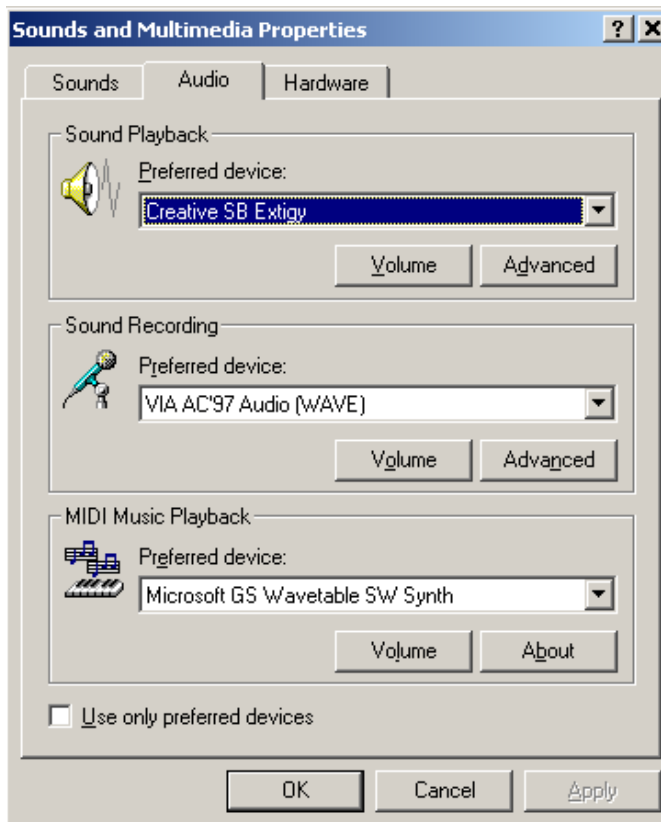 Sounds and Multimedia Properties
Sounds Audio Hardware
Sound Playback
Preferred device:
Creative SB Extigy
Volume Advanced
Sound Recording
Preferred device:
VIA AC'97 Audio (WAVE)
Volume Advanced
MIDI Music Playback
Preferred device:
Microsoft GS Wavetable SW Synth
Volume About
Use only preferred devices
OK Cancel Apply